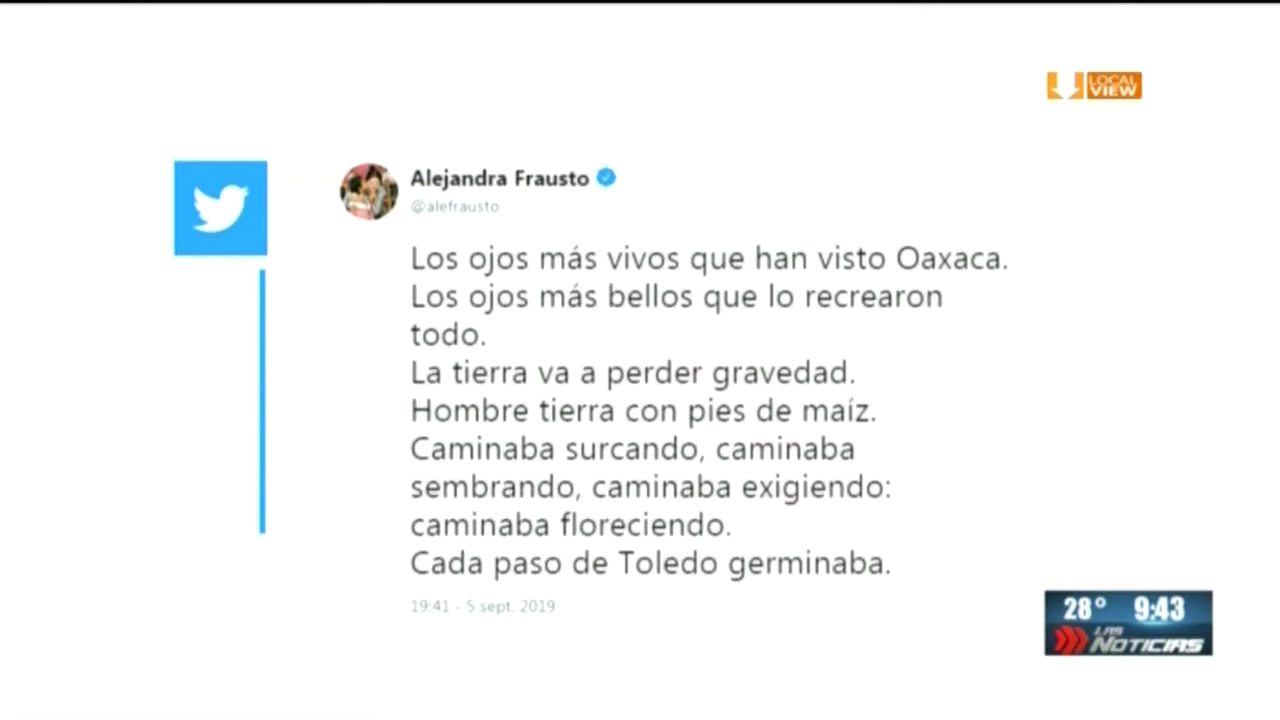 LOCAL
VIEW
Alejandra Frausto
@alefrausto
Los ojos más vivos que han visto Oaxaca.
Los ojos más bellos que lo recrearon
todo.
La tierra va a perder gravedad.
Hombre tierra con pies de maíz.
Caminaba surcando, caminaba
sembrando, caminaba exigiendo:
caminaba floreciendo.
Cada paso de Toledo germinaba.
19:41 - 5 sept. 2019
28° 9:43
LAS
NOTICIAS